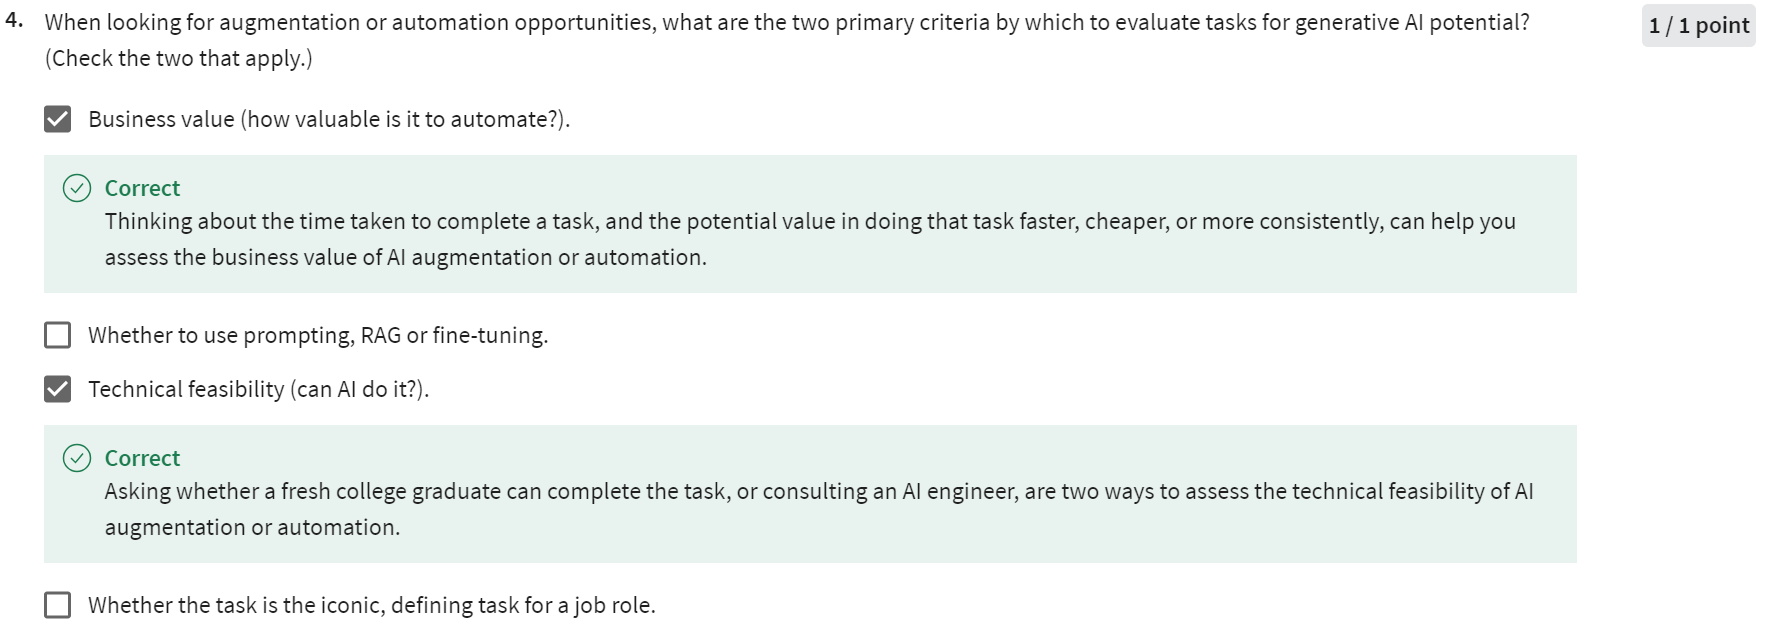 4. When looking for augmentation or automation opportunities, what are the two primary criteria by which to evaluate tasks for generative AI potential?
(Check the two that apply.)
1 / 1 point
Business value (how valuable is it to automate?).
Correct
Thinking about the time taken to complete a task, and the potential value in doing that task faster, cheaper, or more consistently, can help you
assess the business value of AI augmentation or automation.
Whether to use prompting, RAG or fine-tuning.
Technical feasibility (can AI do it?).
Correct
Asking whether a fresh college graduate can complete the task, or consulting an AI engineer, are two ways to assess the technical feasibility of AI
augmentation or automation.
Whether the task is the iconic, defining task for a job role.